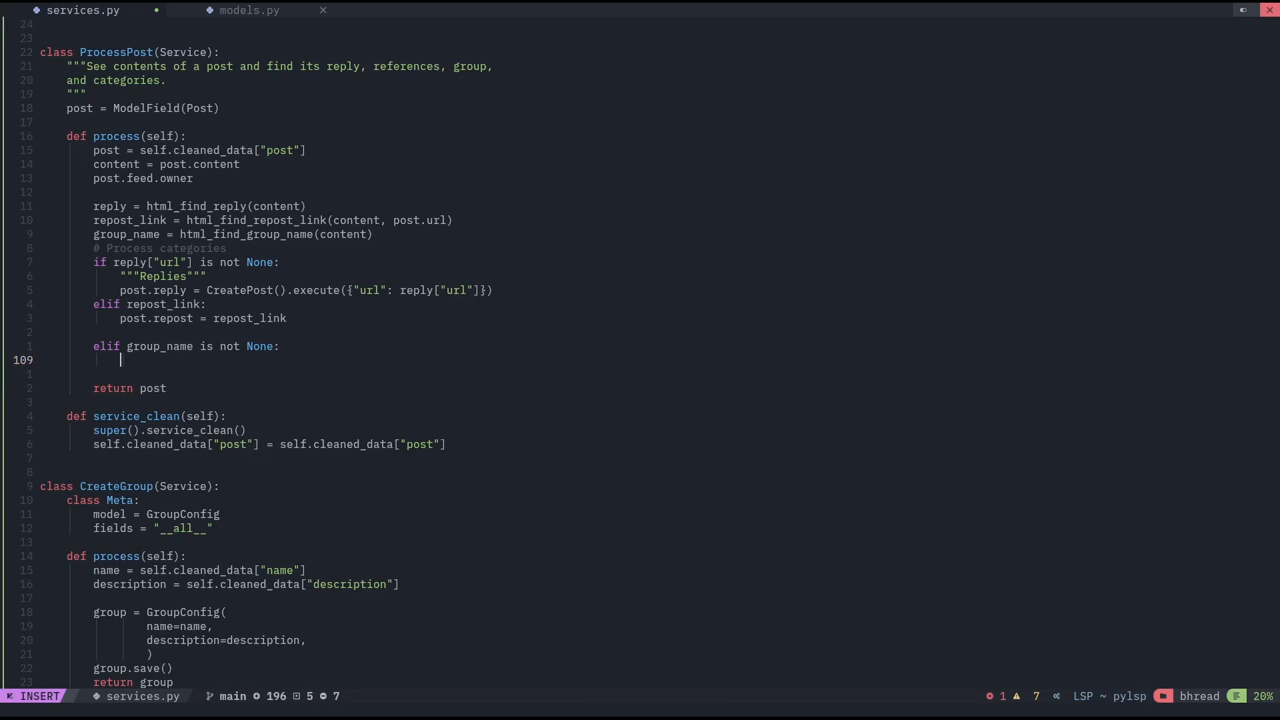 services.py models.py
24
23
22 class ProcessPost(Service):
21 """See contents of a post and find its reply, references, group,
20 and categories.
19 """
18 post = ModelField(Post)
17
16 def process(self):
15 post = self.cleaned_data["post"]
14 content = post.content
13 post.feed.owner
12
11 reply = html_find_reply(content)
10 repost_link = html_find_repost_link(content, post.url)
9 group_name = html_find_group_name(content)
8 # Process categories
7 if reply["url"] is not None:
6 """Replies"""
5 post.reply = CreatePost().execute({"url": reply["url"]})
4 elif repost_link:
3 post.repost = repost_link
2
1 elif group_name is not None:
109
1
2 return post
3
4 def service_clean(self):
5 super().service_clean()
6 self.cleaned_data["post"] = self.cleaned_data["post"]
7
8
9 class CreateGroup(Service):
10 class Meta:
11 model = GroupConfig
12 fields = "__all__"
13
14 def process(self):
15 name = self.cleaned_data["name"]
16 description = self.cleaned_data["description"]
17
18 group = GroupConfig(
19 name=name,
20 description=description,
21 )
22 group.save()
23 return group
INSERT services.py main 196 5 7 1 7 LSP ~ pylsp bhread 20%